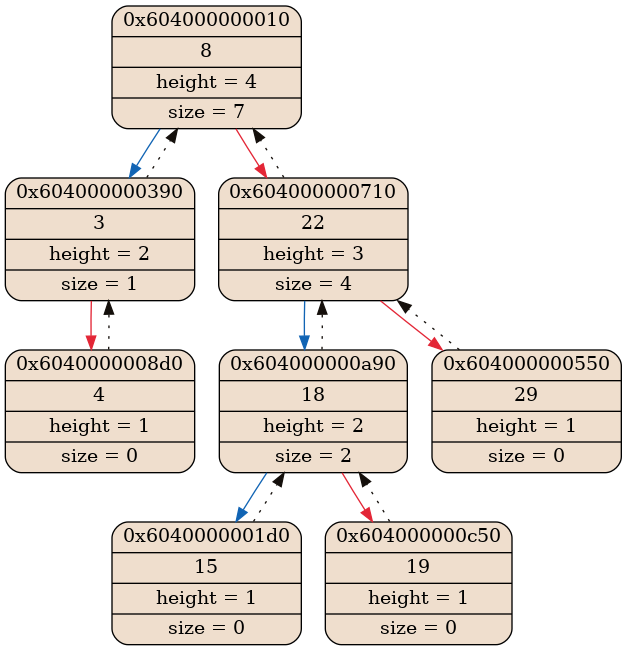 0x604000000010
8
height = 4
size = 7
0x604000000390
3
height = 2
size = 1
0x604000000710
22
height = 3
size = 4
0x6040000008d0
4
height = 1
size = 0
0x604000000a90
18
height = 2
size = 2
0x604000000550
29
height = 1
size = 0
0x6040000001d0
15
height = 1
size = 0
0x604000000c50
19
height = 1
size = 0